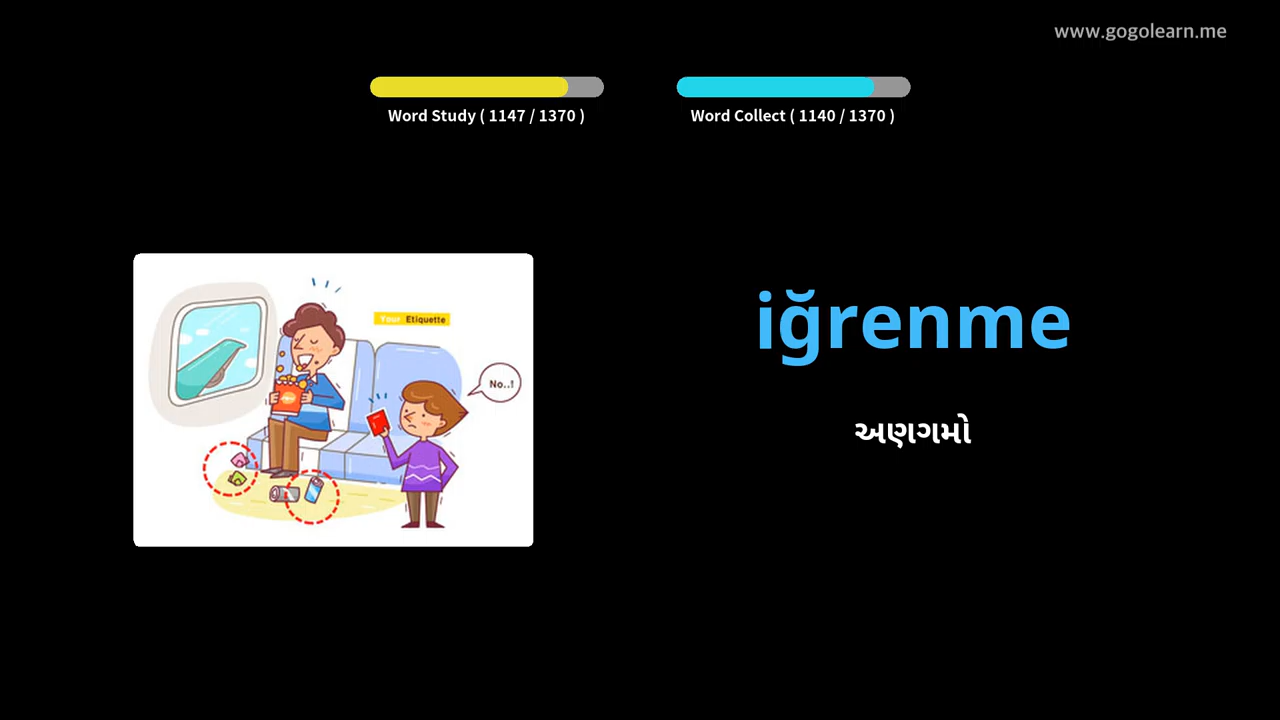 www.gogolearn.me
Word Study ( 1147 / 1370 )
Word Collect ( 1140 / 1370 )
Your Etiquette
No..!
iğrenme
અણગમો